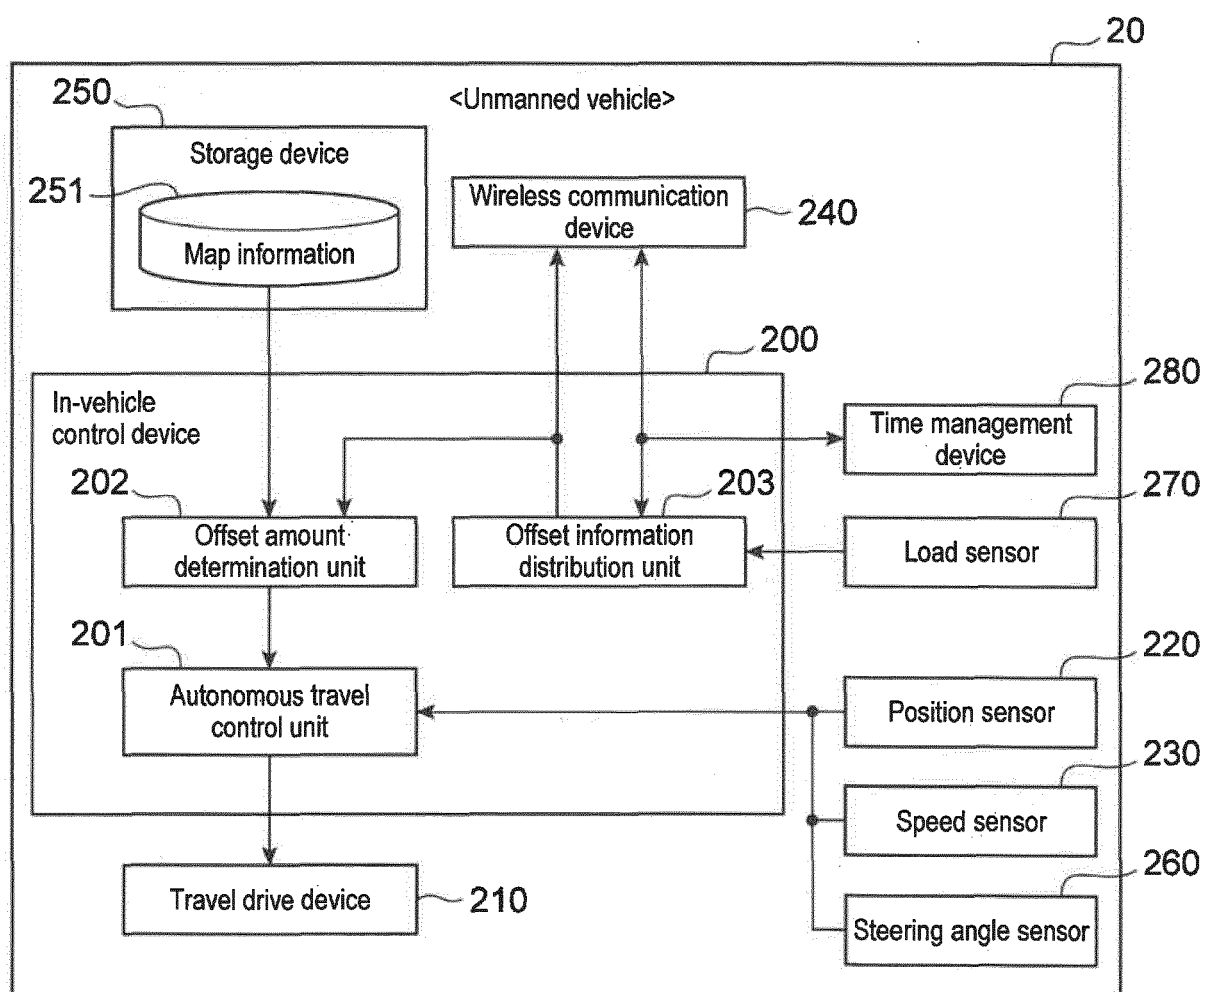 20
<Unmanned vehicle>
250
Storage device
251
Map information
Wireless communication
device
240
200
In-vehicle
control device
280
Time management
device
202
203
270
Offset amount
determination unit
Offset information
distribution unit
Load sensor
201
220
Autonomous travel
control unit
Position sensor
230
Speed sensor
260
Travel drive device
210
Steering angle sensor